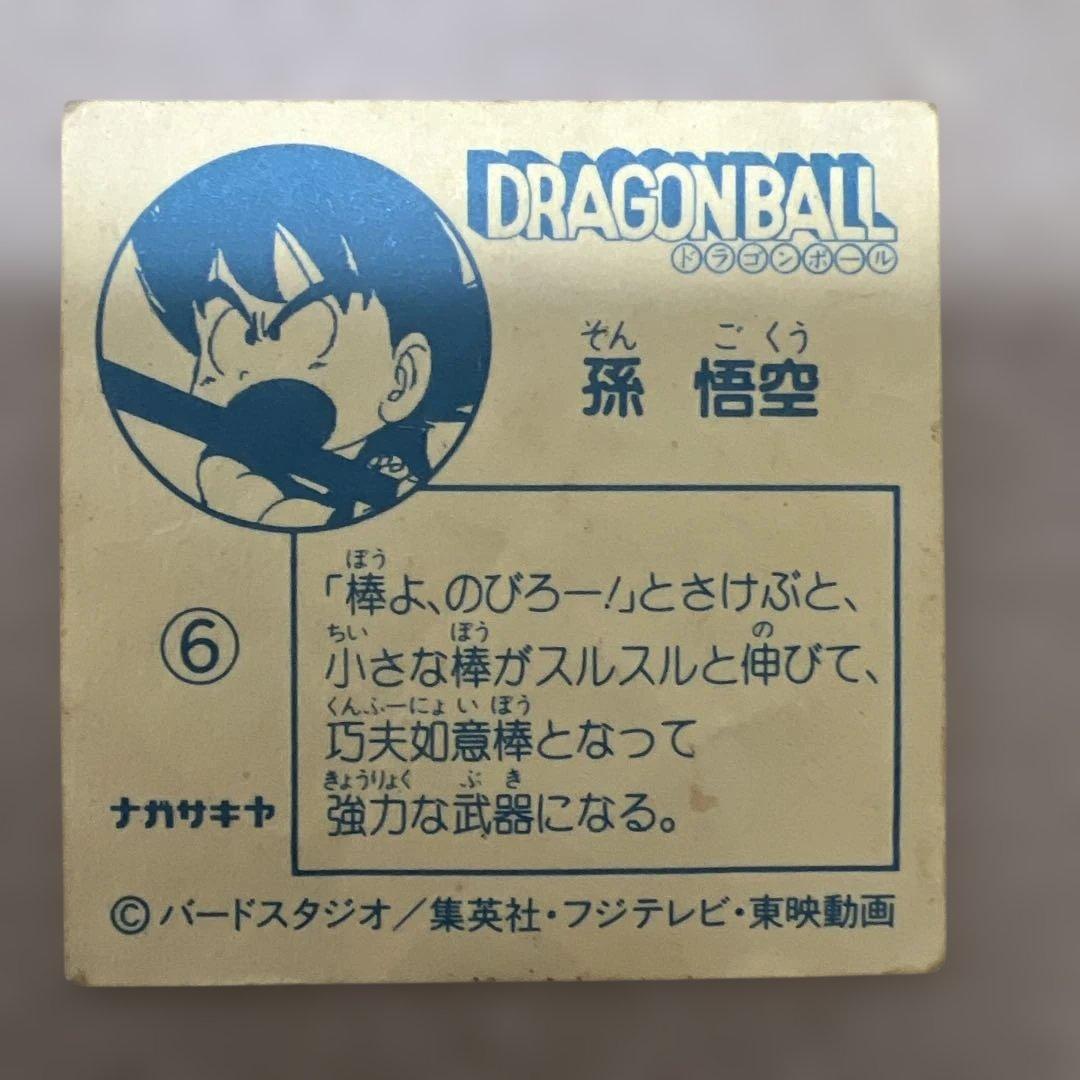 DRAGON BALL
ドラゴンボール
そん ごくう
孫 悟空
ぼう
「棒よ、のびろー!」とさけぶと、
ちい ぼう の
小さな棒がスルスルと伸びて、
くんふーにょいぼう
巧夫如意棒となって
きょうりょく ぶき
強力な武器になる。
⑥
ナガサキヤ
©バードスタジオ/集英社・フジテレビ・東映動画